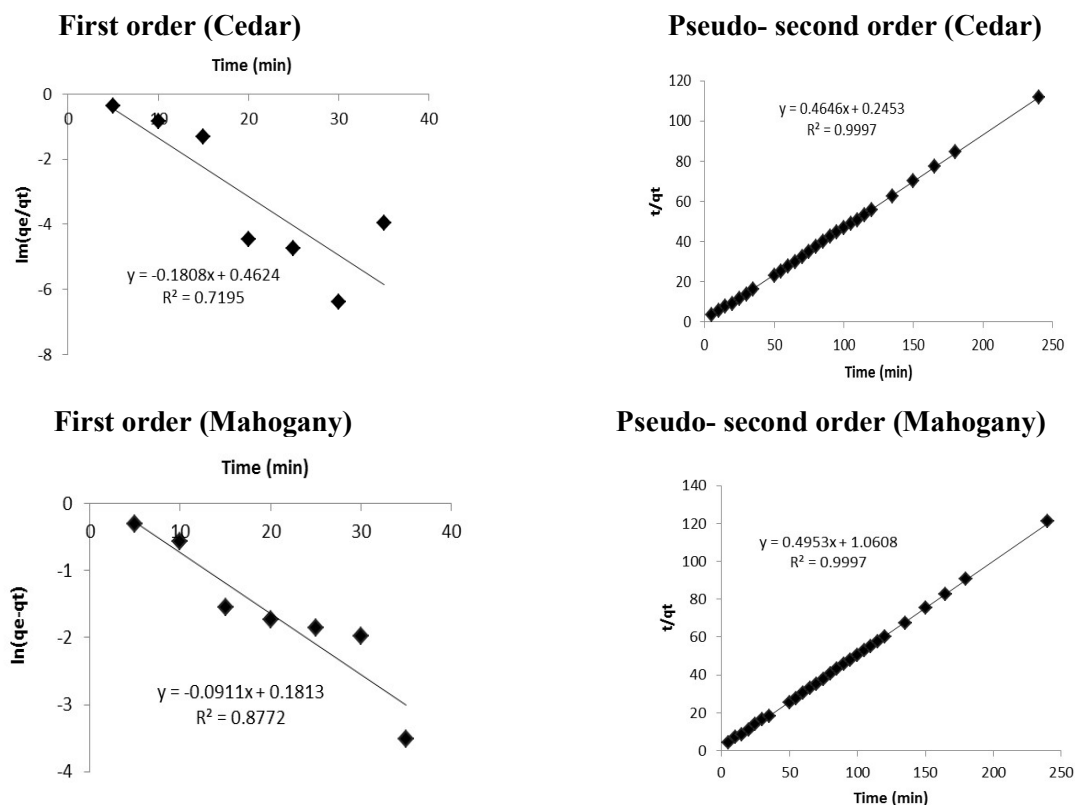 First order (Cedar)
Time (min)
0
0
10
20
30
40
-2
-4
-6
-8
lm(qe/qt)
y = -0.1808x + 0.4624
R² = 0.7195
Pseudo- second order (Cedar)
120
100
80
60
40
20
0
t/qt
y = 0.4646x + 0.2453
R² = 0.9997
0
50
100
150
200
250
Time (min)
First order (Mahogany)
Time (min)
0
0
10
20
30
40
-1
-2
-3
-4
ln(qe-qt)
y = -0.0911x + 0.1813
R² = 0.8772
Pseudo- second order (Mahogany)
140
120
100
80
60
40
20
0
t/qt
y = 0.4953x + 1.0608
R² = 0.9997
0
50
100
150
200
250
Time (min)